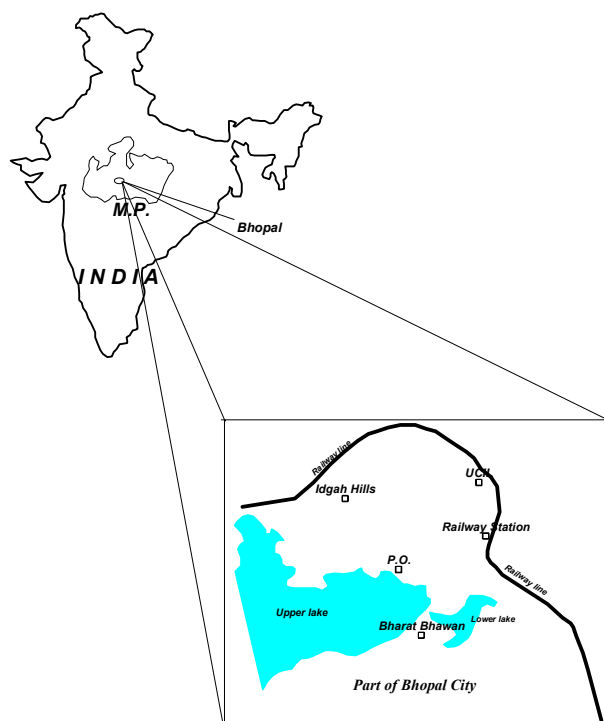 M.P.
Bhopal
INDIA
Railway line
UCIL
Idgah Hills
Railway Station
P.O.
Railway line
Upper lake
Lower lake
Bharat Bhawan
Part of Bhopal City